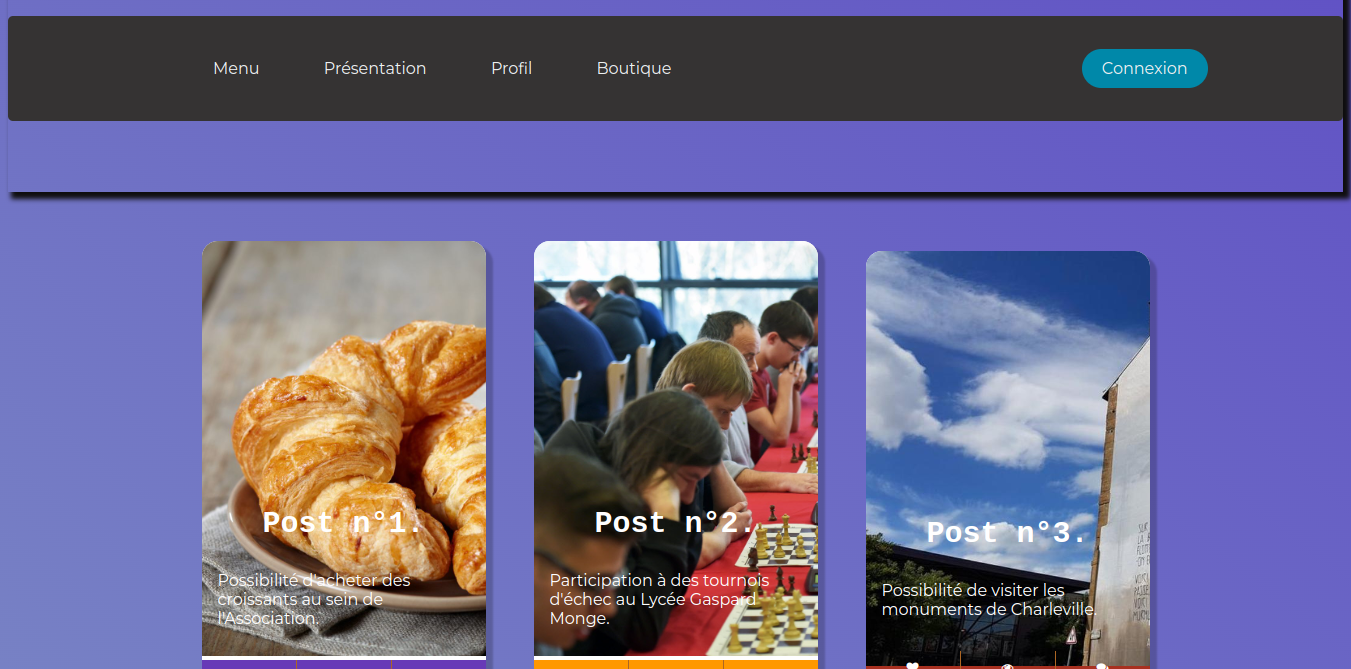 Menu Présentation Profil Boutique Connexion
Post n°1.
Possibilité d'acheter des
croissants au sein de
l'Association.
Post n°2.
Participation à des tournois
d'échec au Lycée Gaspard
Monge.
Post n°3.
Possibilité de visiter les
monuments de Charleville.